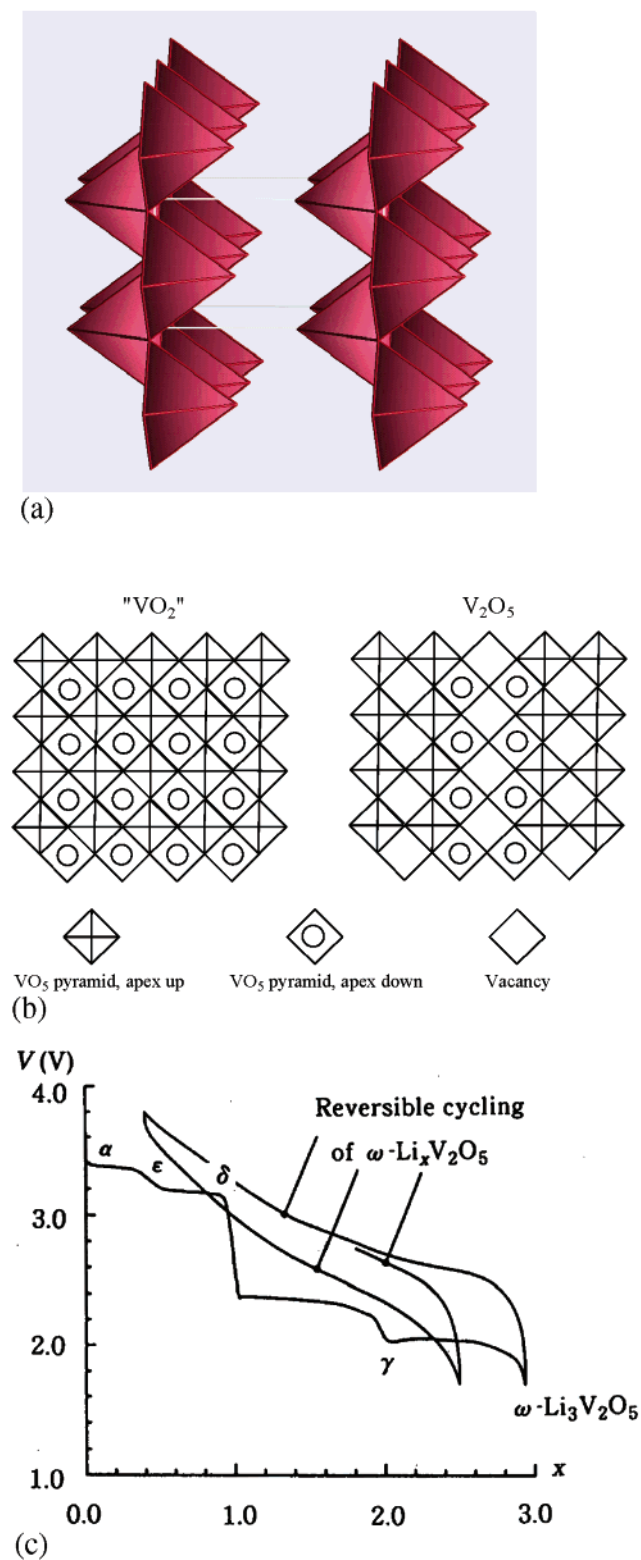 (a)
"VO2" V2O5
VO5 pyramid, apex up VO5 pyramid, apex down Vacancy
(b)
V (V)
4.0
Reversible cycling
of ω-LixV2O5
α
ε
δ
3.0
2.0
γ
ω-Li3V2O5
1.0
x
0.0 1.0 2.0 3.0
(c)